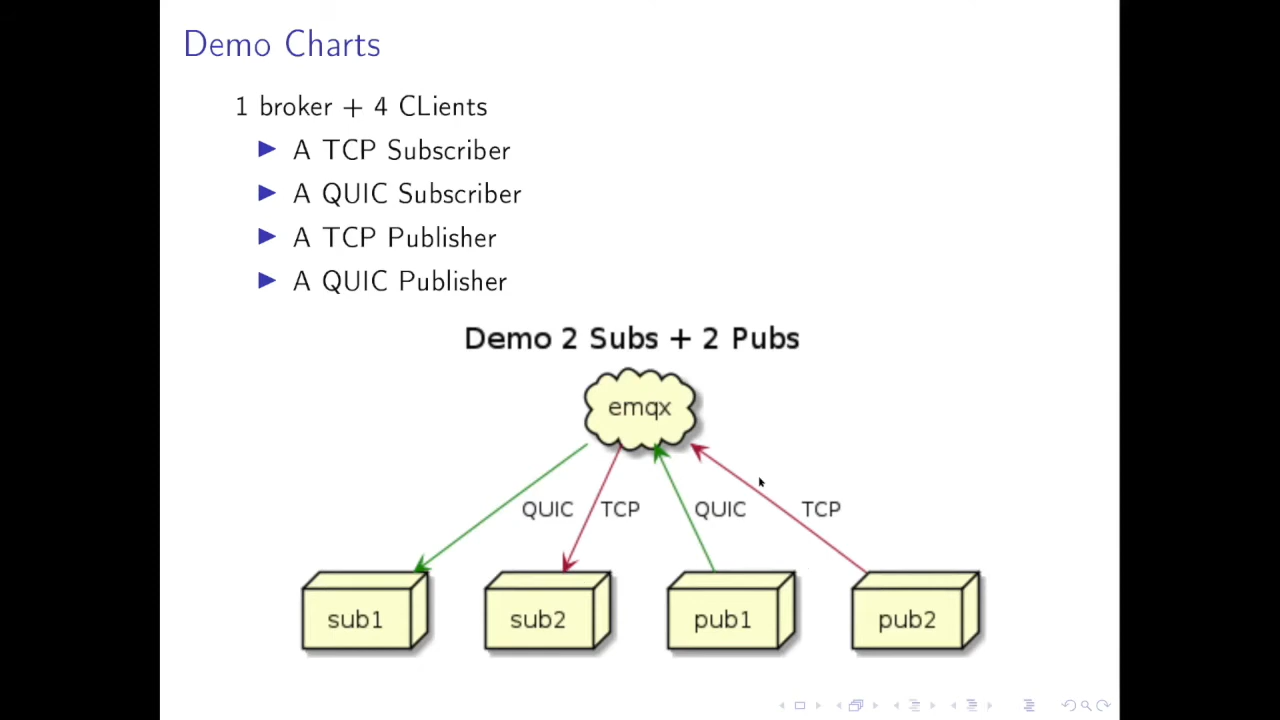 Demo Charts
1 broker + 4 CLients
A TCP Subscriber
A QUIC Subscriber
A TCP Publisher
A QUIC Publisher
Demo 2 Subs + 2 Pubs
emqx
QUIC TCP QUIC TCP
sub1 sub2 pub1 pub2